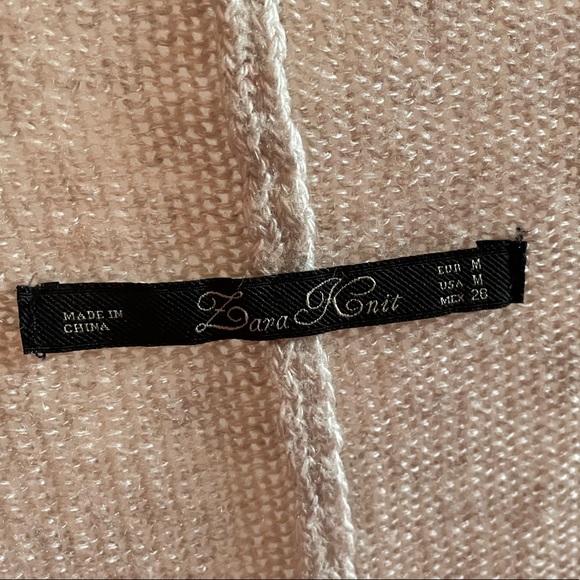 MADE IN
CHINA
Zara Knit
EUR M
USA M
MEX 28